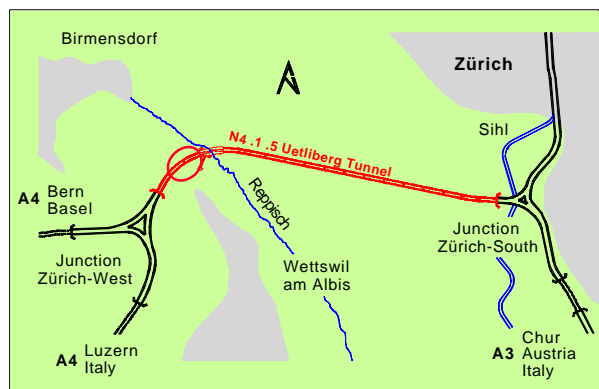 Birmensdorf
Zürich
N4 .1 .5 Uetliberg Tunnel
Sihl
A4 Bern
Basel
Reppisch
Junction
Zürich-West
Junction
Zürich-South
Wettswil
am Albis
A4 Luzern
Italy
A3 Chur
Austria
Italy